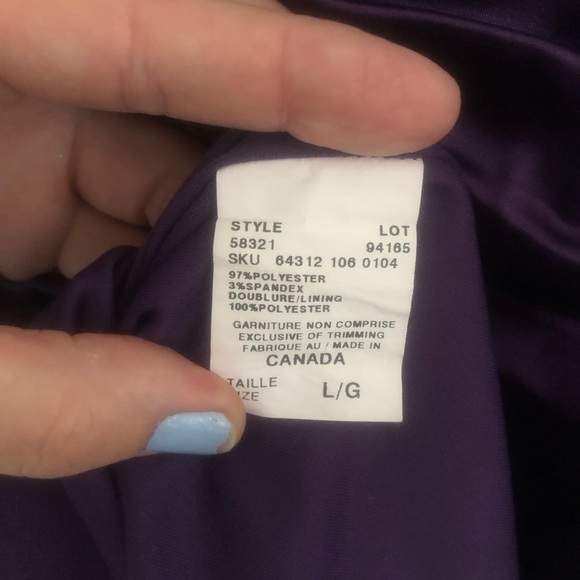 STYLE LOT
58321 94165
SKU 64312 106 0104
97%POLYESTER
3%SPANDEX
DOUBLURE/LINING
100%POLYESTER
GARNITURE NON COMPRISE
EXCLUSIVE OF TRIMMING
FABRIQUE AU / MADE IN
CANADA
TAILLE
SIZE L/G